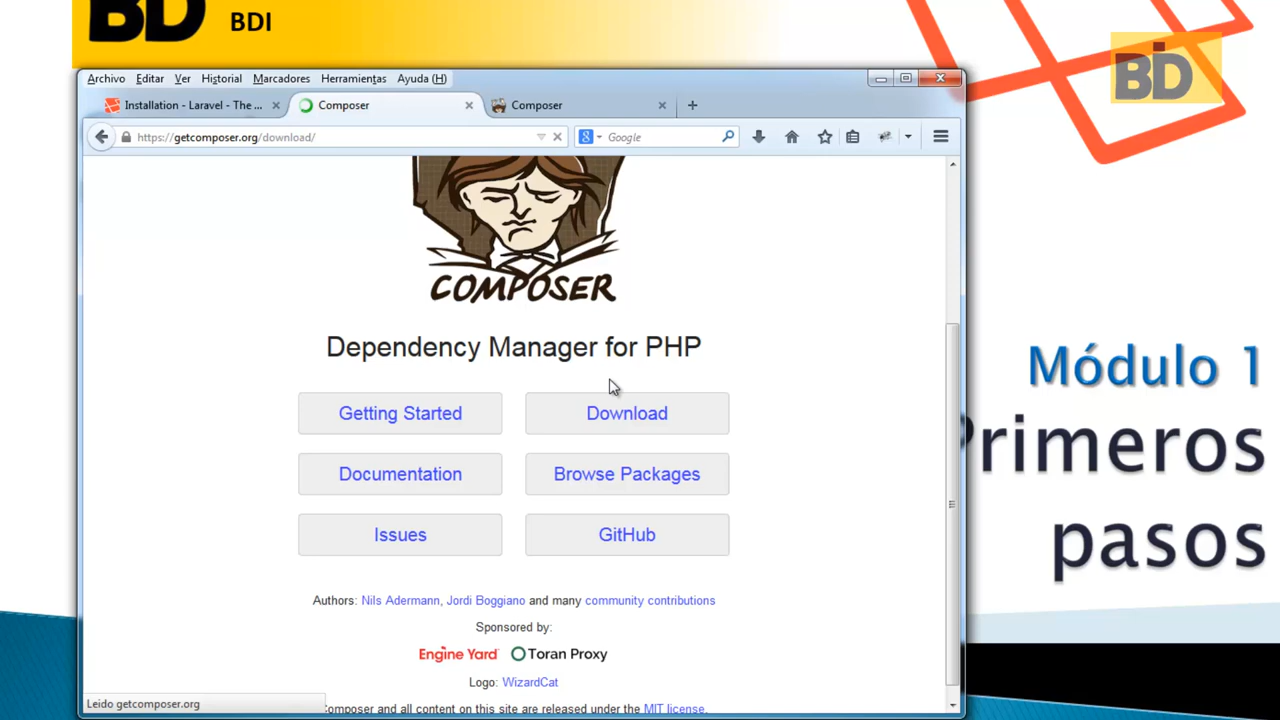 BD BDI
BD
Archivo Editar Ver Historial Marcadores Herramientas Ayuda (H)
Installation - Laravel - The ... Composer Composer
https://getcomposer.org/download/ Google
COMPOSER
Dependency Manager for PHP
Getting Started Download
Documentation Browse Packages
Issues GitHub
Authors: Nils Adermann, Jordi Boggiano and many community contributions
Sponsored by:
Engine Yard Toran Proxy
Logo: WizardCat
Composer and all content on this site are released under the MIT license.
Leido getcomposer.org
Módulo 1
Primeros
pasos